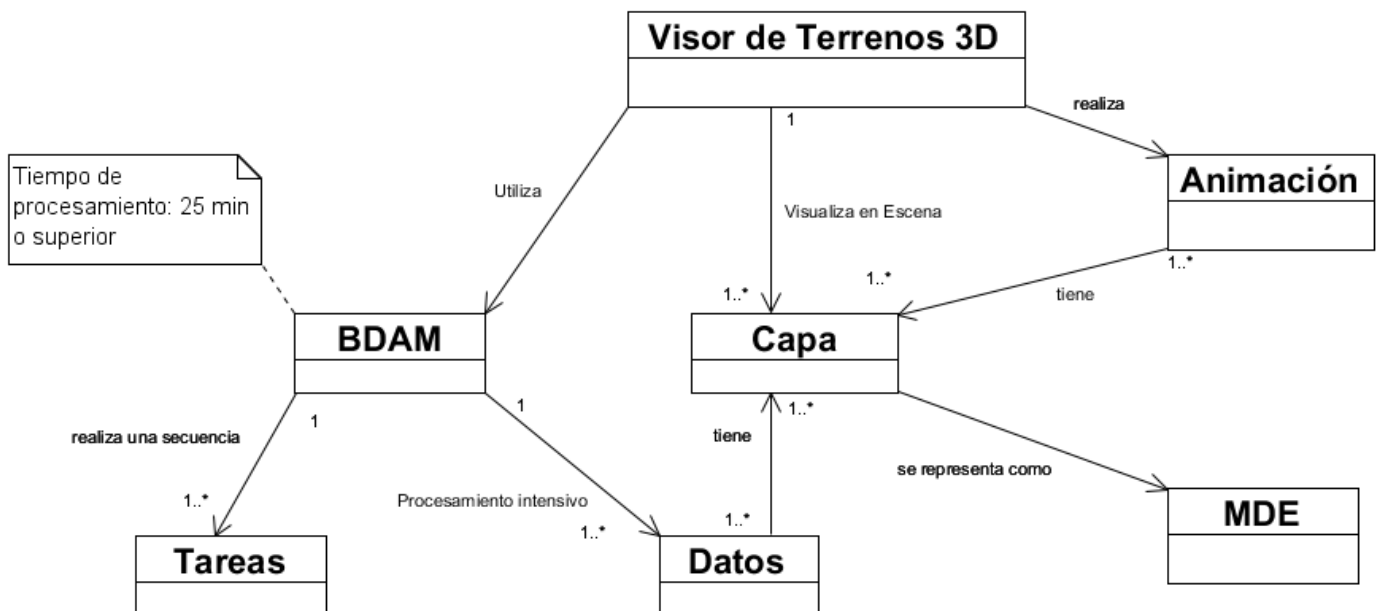 Visor de Terrenos 3D
1
realiza
Tiempo de
procesamiento: 25 min
o superior
Animación
Utiliza
Visualiza en Escena
1..*
1..*
1..*
tiene
BDAM
Capa
1
1
1..*
realiza una secuencia
tiene
se representa como
1..*
Procesamiento intensivo
1..*
1..*
MDE
Tareas
Datos